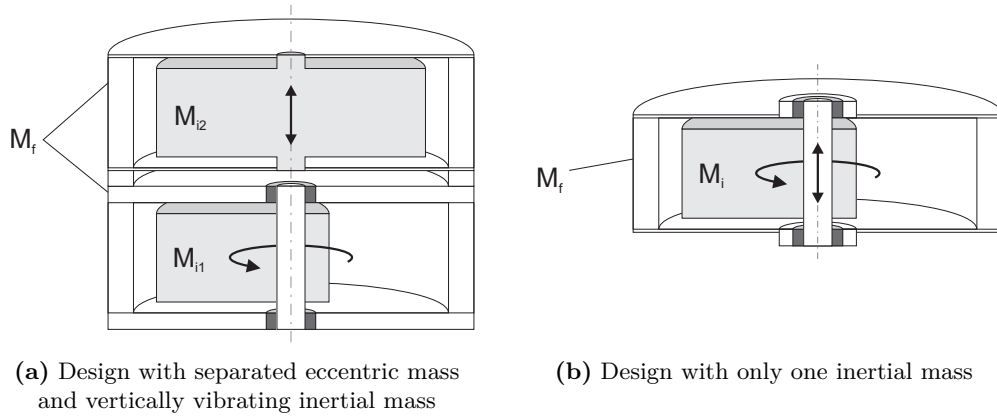 M_f
M_i2
M_i1
(a) Design with separated eccentric mass
and vertically vibrating inertial mass
M_f
M_i
(b) Design with only one inertial mass